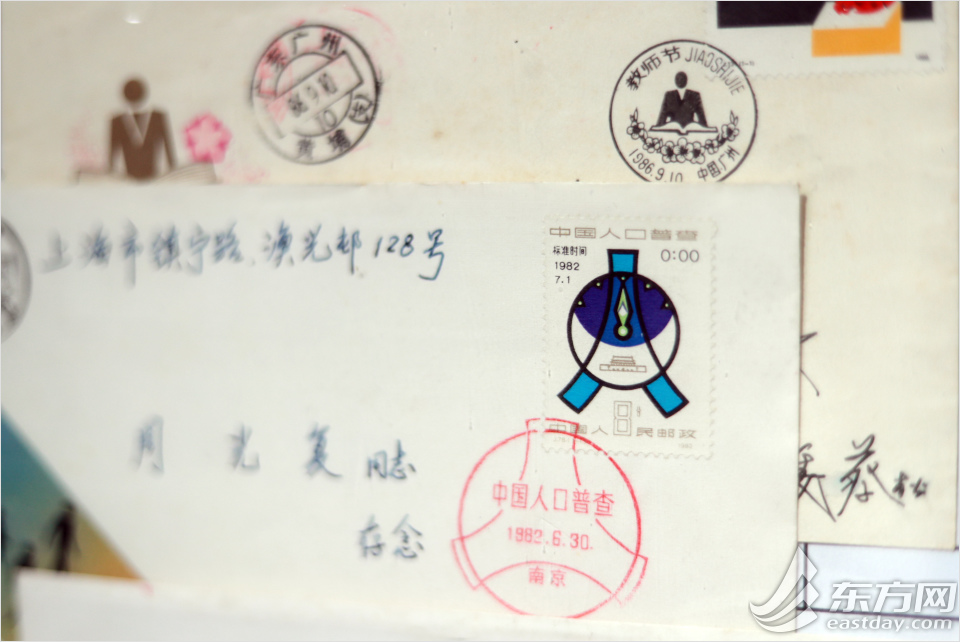 广州
教师节 JIAOSHIJIE
1986.9.10 中国广州
上海市镇宁路渔光邨128号
中国人口普查
标准时间 0:00
1982
7.1
8分
中国人民邮政
周光复同志
存念
中国人口普查
1982.6.30.
南京
东方网
eastday.com